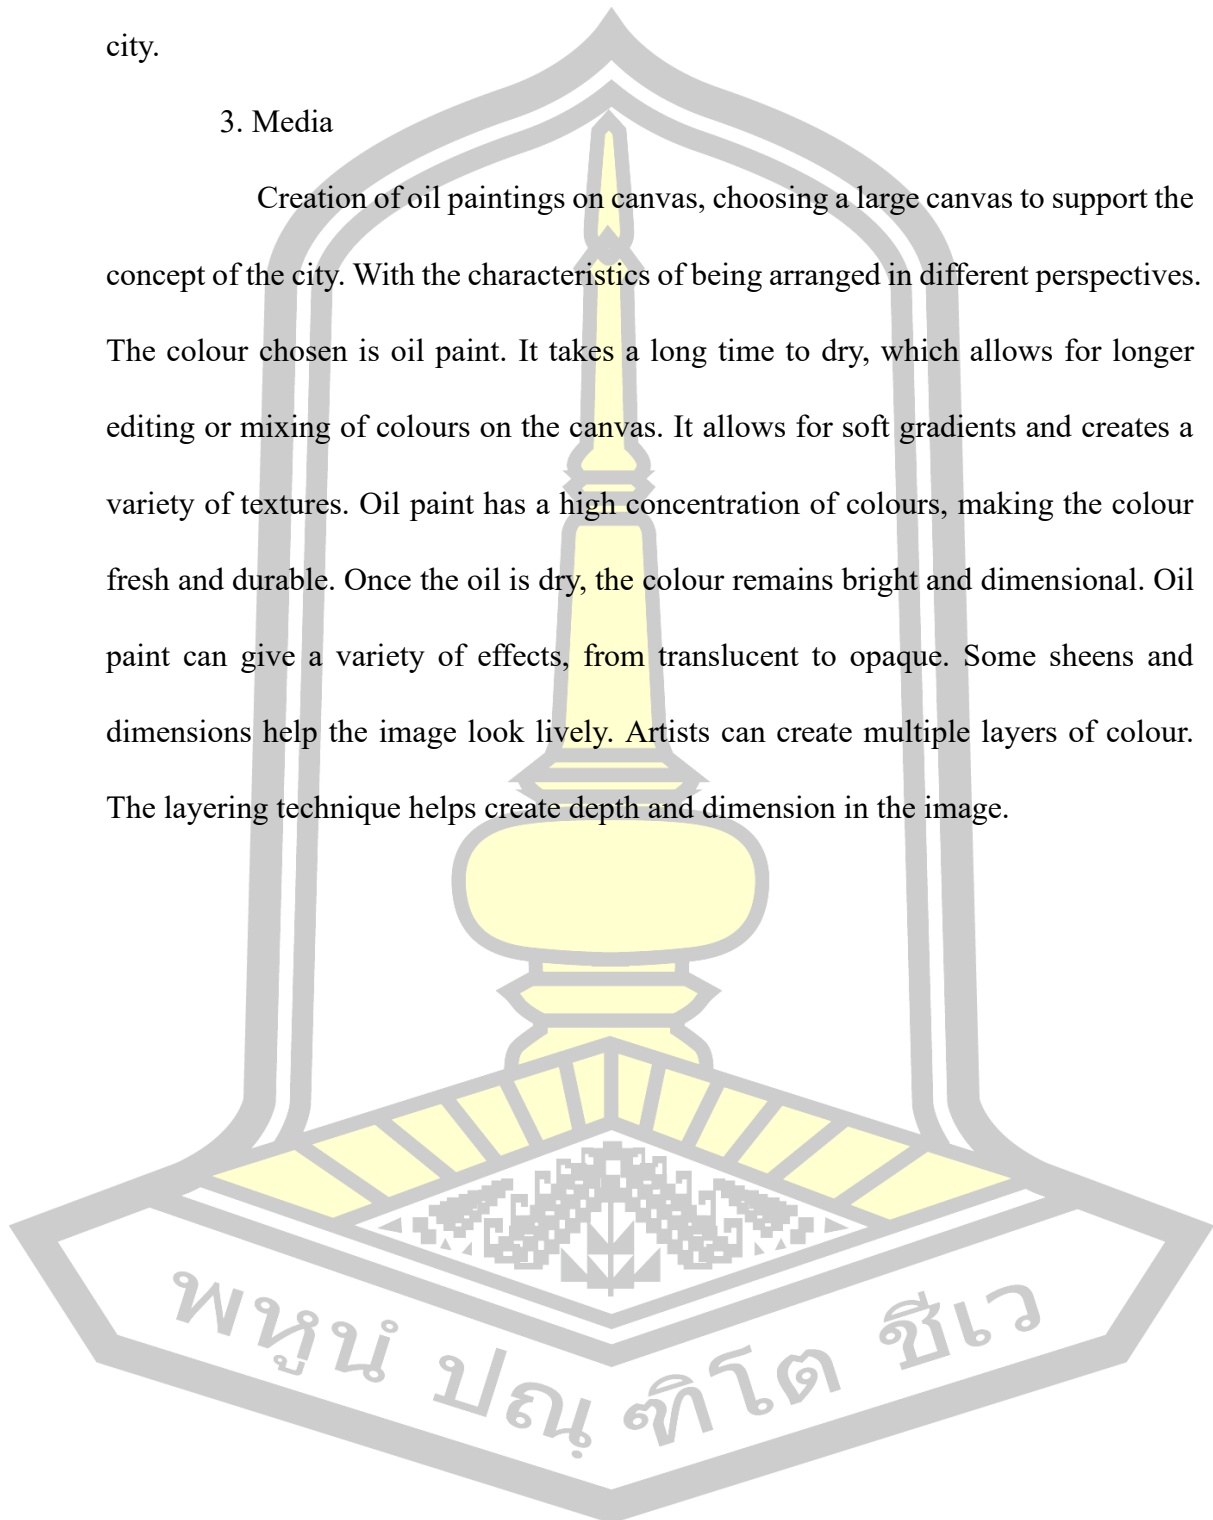 city.
3. Media
Creation of oil paintings on canvas, choosing a large canvas to support the
concept of the city. With the characteristics of being arranged in different perspectives.
The colour chosen is oil paint. It takes a long time to dry, which allows for longer
editing or mixing of colours on the canvas. It allows for soft gradients and creates a
variety of textures. Oil paint has a high concentration of colours, making the colour
fresh and durable. Once the oil is dry, the colour remains bright and dimensional. Oil
paint can give a variety of effects, from translucent to opaque. Some sheens and
dimensions help the image look lively. Artists can create multiple layers of colour.
The layering technique helps create depth and dimension in the image.
พหูนํ ปณฺ ฑิโต ชีเว